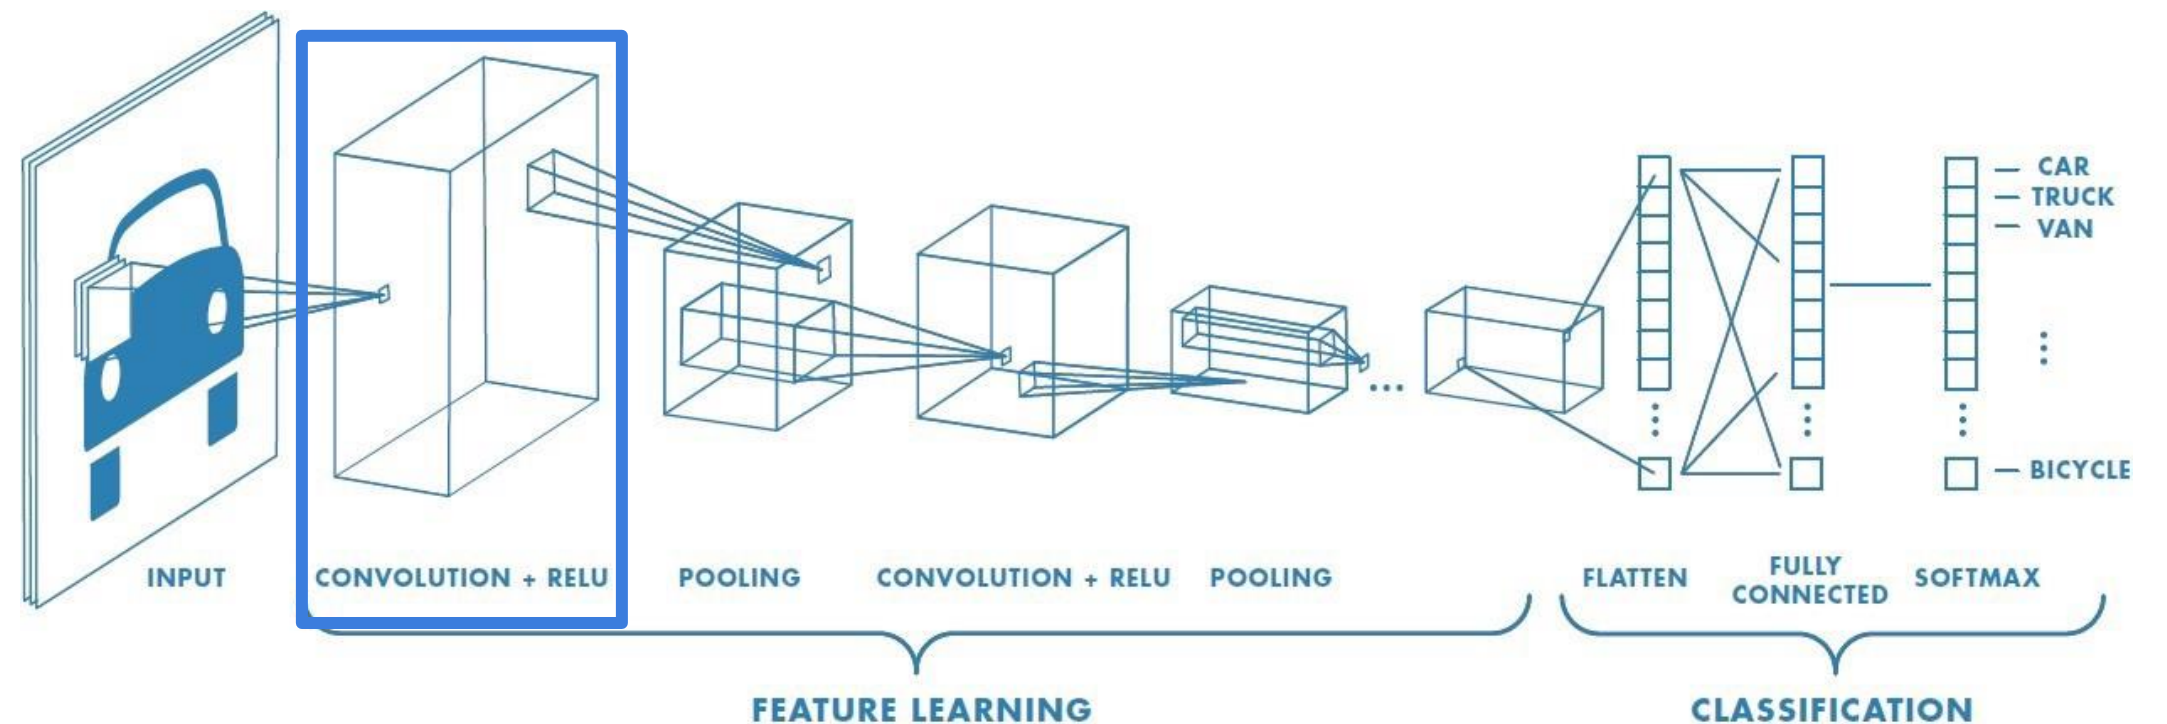 CAR
TRUCK
VAN
BICYCLE
INPUT
CONVOLUTION + RELU
POOLING
CONVOLUTION + RELU
POOLING
FLATTEN
FULLY
CONNECTED
SOFTMAX
FEATURE LEARNING
CLASSIFICATION